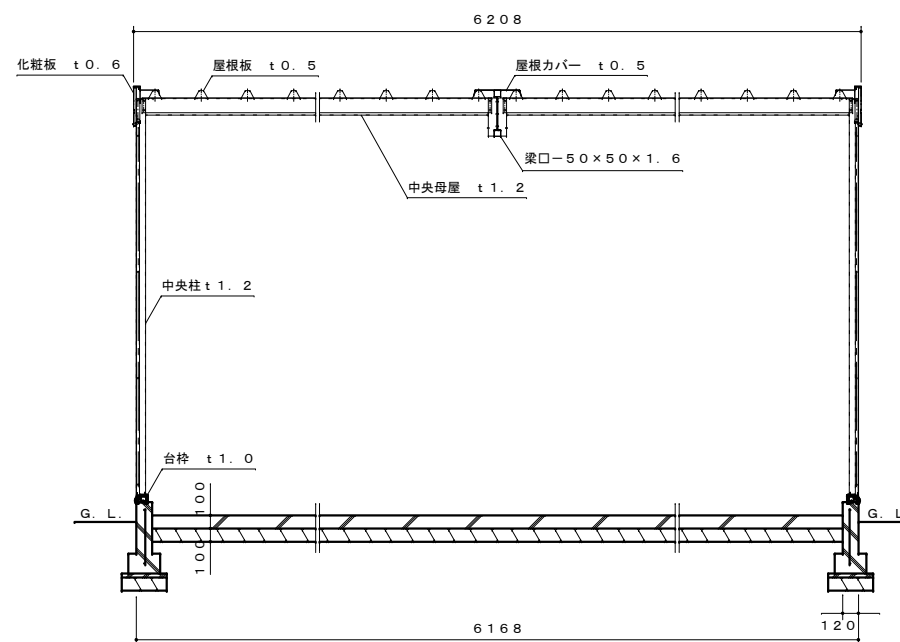 6208
化粧板 t0.6
屋根板 t0.5
屋根カバー t0.5
梁口－50×50×1.6
中央母屋 t1.2
中央柱t1.2
台枠 t1.0
G.L.
100
100
G.L
120
6168